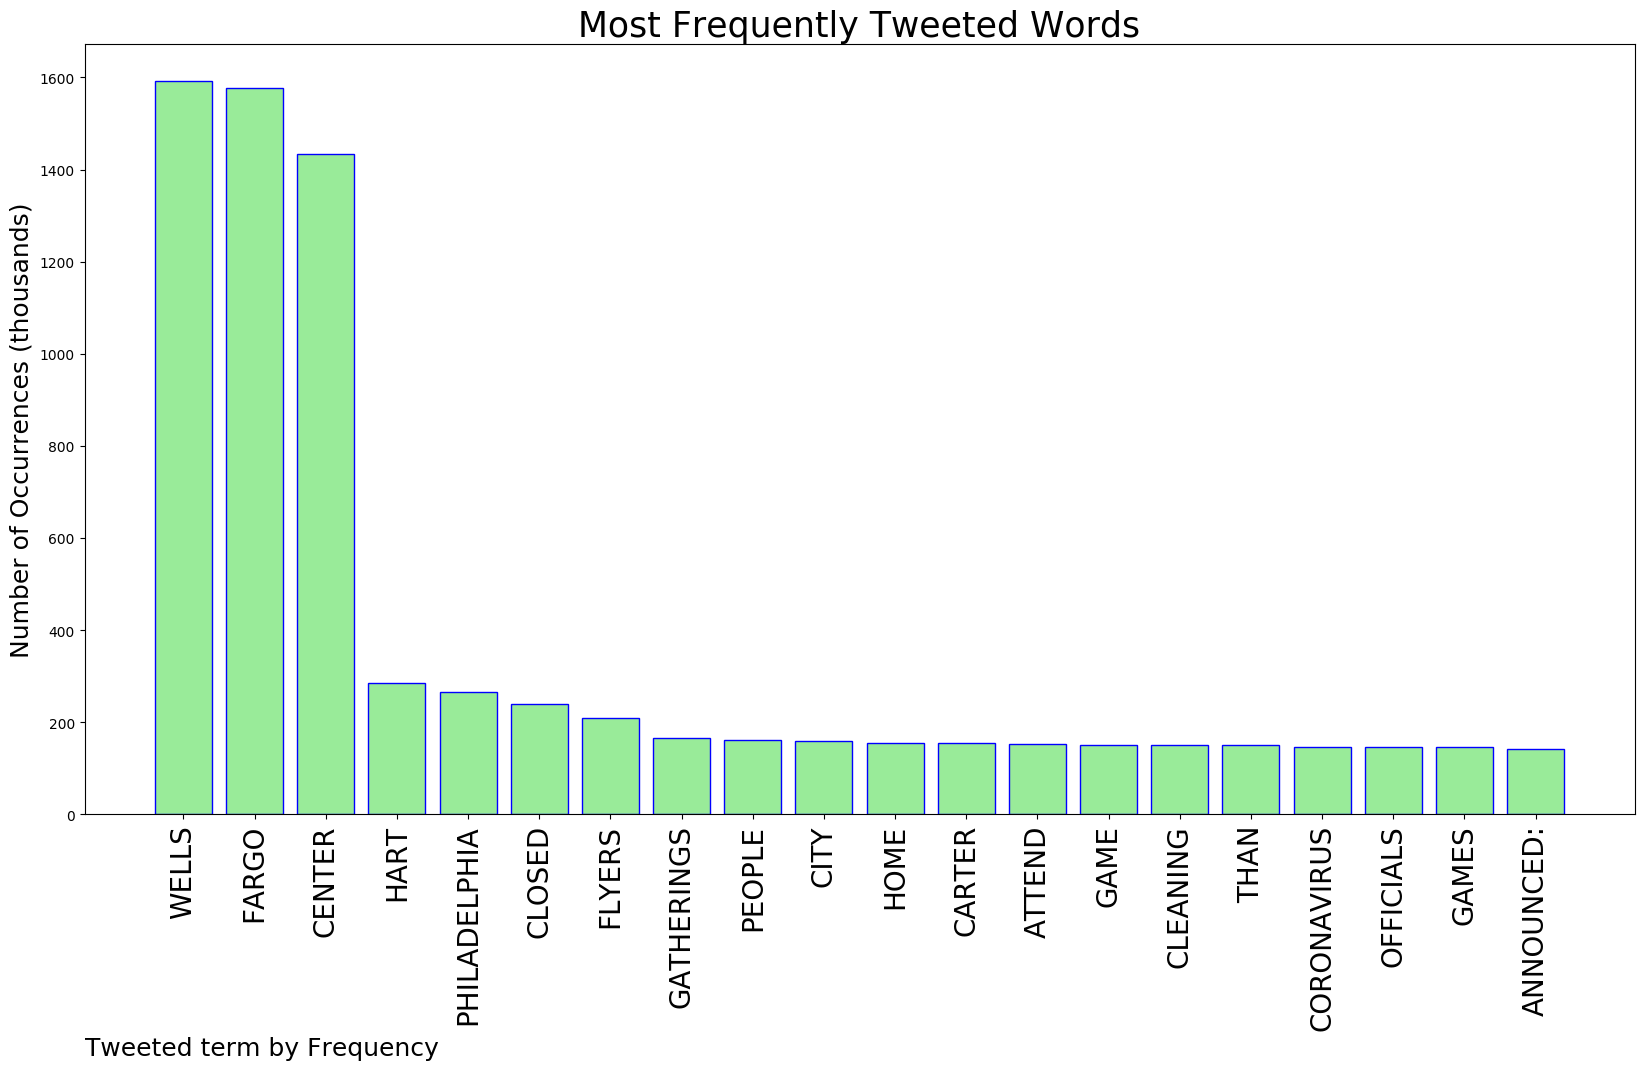 Most Frequently Tweeted Words
Number of Occurrences (thousands)
1600
1400
1200
1000
800
600
400
200
0
WELLS
FARGO
CENTER
HART
PHILADELPHIA
CLOSED
FLYERS
GATHERINGS
PEOPLE
CITY
HOME
CARTER
ATTEND
GAME
CLEANING
THAN
CORONAVIRUS
OFFICIALS
GAMES
ANNOUNCED:
Tweeted term by Frequency